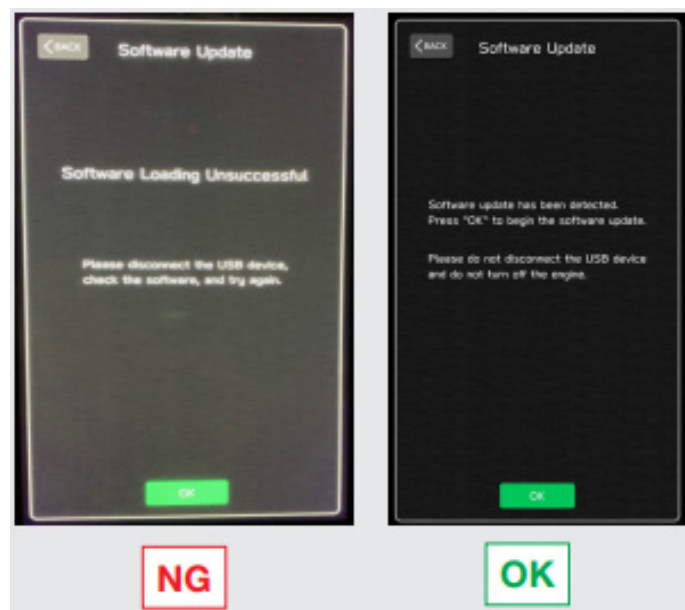 BACK
Software Update
Software Loading Unsuccessful
Please disconnect the USB device,
check the software, and try again.
OK
NG
BACK
Software Update
Software update has been detected.
Press "OK" to begin the software update.
Please do not disconnect the USB device
and do not turn off the engine.
OK
OK